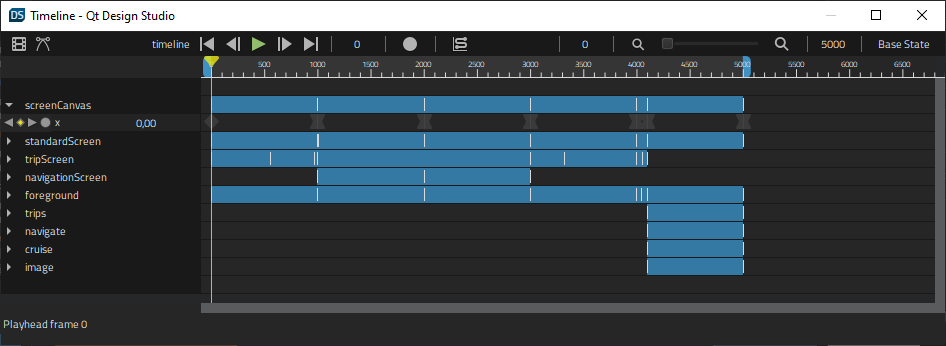 DS Timeline - Qt Design Studio
timeline 0 0 5000 Base State
500 1000 1500 2000 2500 3000 3500 4000 4500 5000 5500 6000 6500
screenCanvas
x 0,00
standardScreen
tripScreen
navigationScreen
foreground
trips
navigate
cruise
image
Playhead frame 0